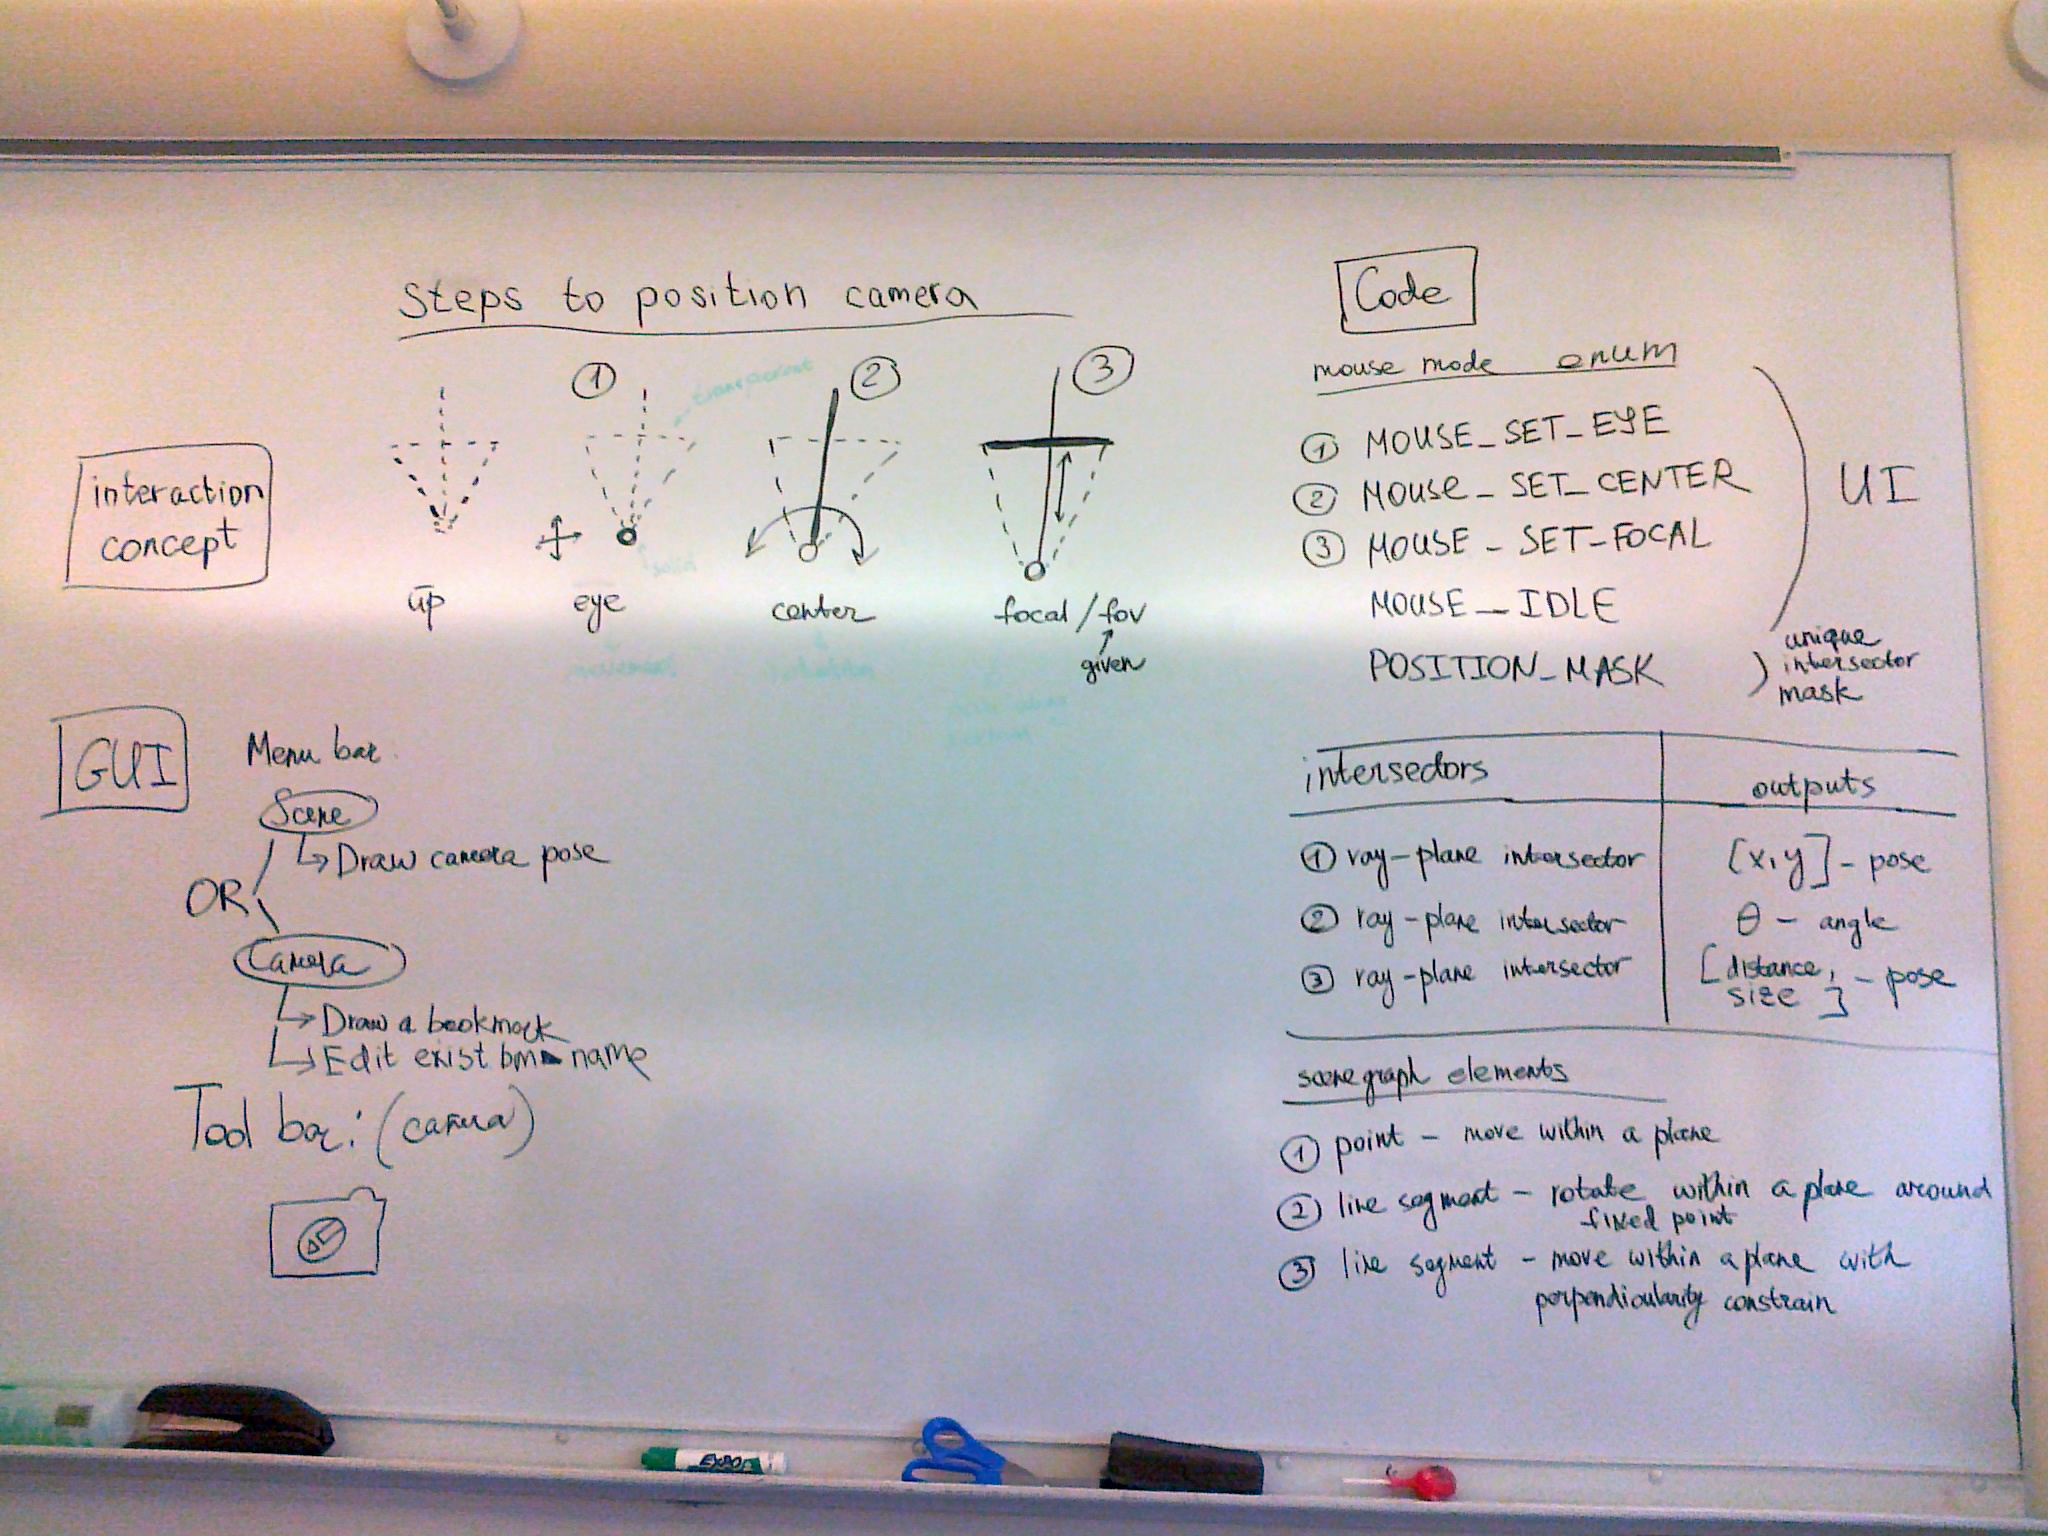 Steps to position camera
interaction
concept
1
2
3
transparent
solid
up
eye
center
focal / fov
given
GUI
Menu bar:
Scene
Draw camera pose
OR
Camera
Draw a bookmark
Edit exist bm name
Tool bar: (camera)
Code
mouse mode enum
1 MOUSE_SET_EYE
2 MOUSE_SET_CENTER
3 MOUSE_SET_FOCAL
MOUSE_IDLE
UI
POSITION_MASK
unique
intersector
mask
intersectors outputs
1 ray-plane intersector [x,y] - pose
2 ray-plane intersector θ - angle
3 ray-plane intersector [distance, size] - pose
scenegraph elements
1 point - move within a plane
2 line segment - rotate within a plane around
fixed point
3 line segment - move within a plane with
perpendicularity constrain
EXPO